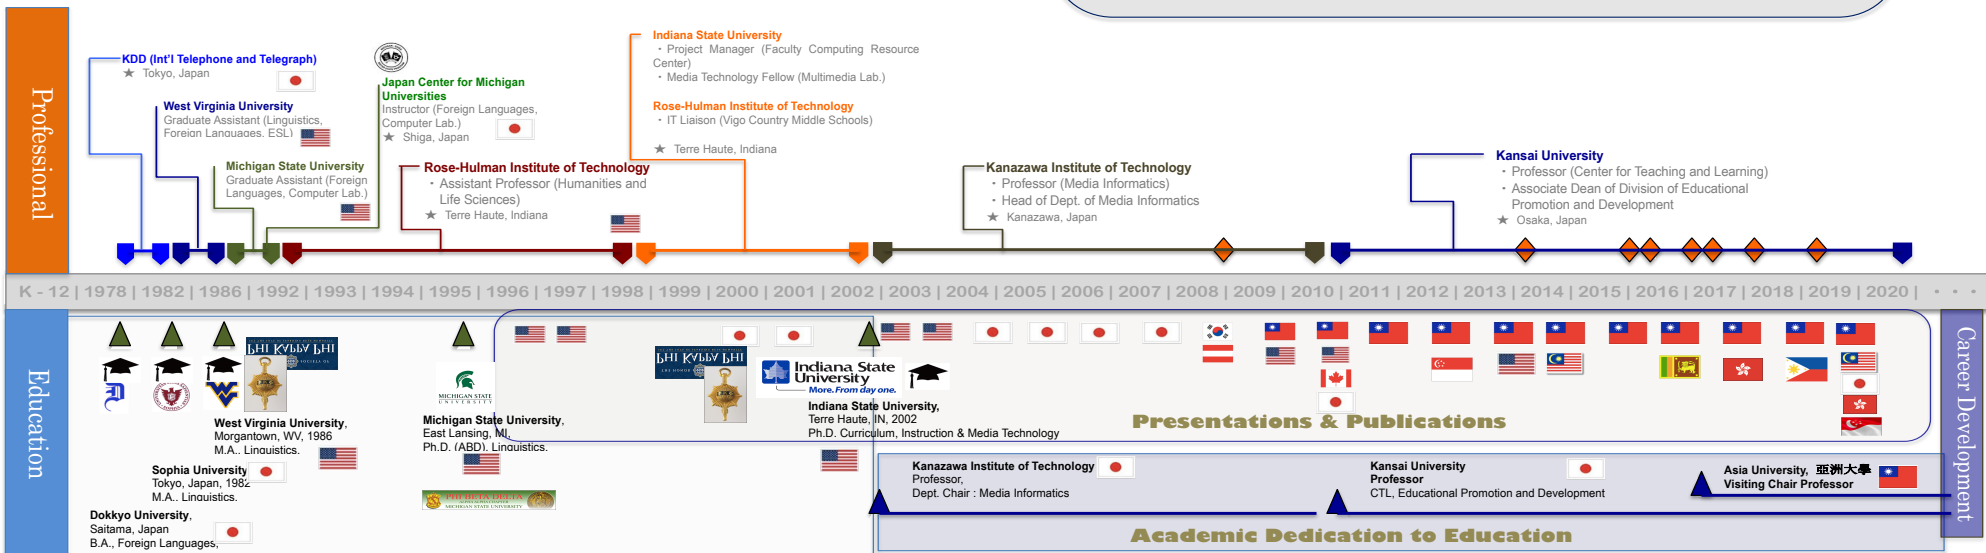 Professional
KDD (Int'l Telephone and Telegraph)
★ Tokyo, Japan
West Virginia University
Graduate Assistant (Linguistics,
Foreign Languages, ESL)
Michigan State University
Graduate Assistant (Foreign
Languages, Computer Lab.)
Japan Center for Michigan
Universities
Instructor (Foreign Languages,
Computer Lab.)
★ Shiga, Japan
Rose-Hulman Institute of Technology
・Assistant Professor (Humanities and
Life Sciences)
★ Terre Haute, Indiana
Indiana State University
・Project Manager (Faculty Computing Resource
Center)
・Media Technology Fellow (Multimedia Lab.)
Rose-Hulman Institute of Technology
・IT Liaison (Vigo Country Middle Schools)
★ Terre Haute, Indiana
Kanazawa Institute of Technology
・Professor (Media Informatics)
・Head of Dept. of Media Informatics
★ Kanazawa, Japan
Kansai University
・Professor (Center for Teaching and Learning)
・Associate Dean of Division of Educational
Promotion and Development
★ Osaka, Japan
K - 12 | 1978 | 1982 | 1986 | 1992 | 1993 | 1994 | 1995 | 1996 | 1997 | 1998 | 1999 | 2000 | 2001 | 2002 | 2003 | 2004 | 2005 | 2006 | 2007 | 2008 | 2009 | 2010 | 2011 | 2012 | 2013 | 2014 | 2015 | 2016 | 2017 | 2018 | 2019 | 2020 | · · ·
Education
PHI KAPPA PHI
West Virginia University,
Morgantown, WV, 1986
M.A., Linguistics.
Sophia University
Tokyo, Japan, 1982
M.A., Linguistics.
Dokkyo University,
Saitama, Japan
B.A., Foreign Languages,
MICHIGAN STATE
UNIVERSITY
Michigan State University,
East Lansing, MI,
Ph.D. (ABD), Linguistics.
PHI BETA DELTA
MICHIGAN STATE UNIVERSITY
PHI KAPPA PHI
Indiana State
University
More. From day one.
Indiana State University,
Terre Haute, IN, 2002
Ph.D. Curriculum, Instruction & Media Technology
Presentations & Publications
Kanazawa Institute of Technology
Professor,
Dept. Chair : Media Informatics
Kansai University
Professor
CTL, Educational Promotion and Development
Asia University, 亞洲大學
Visiting Chair Professor
Academic Dedication to Education
Career Development